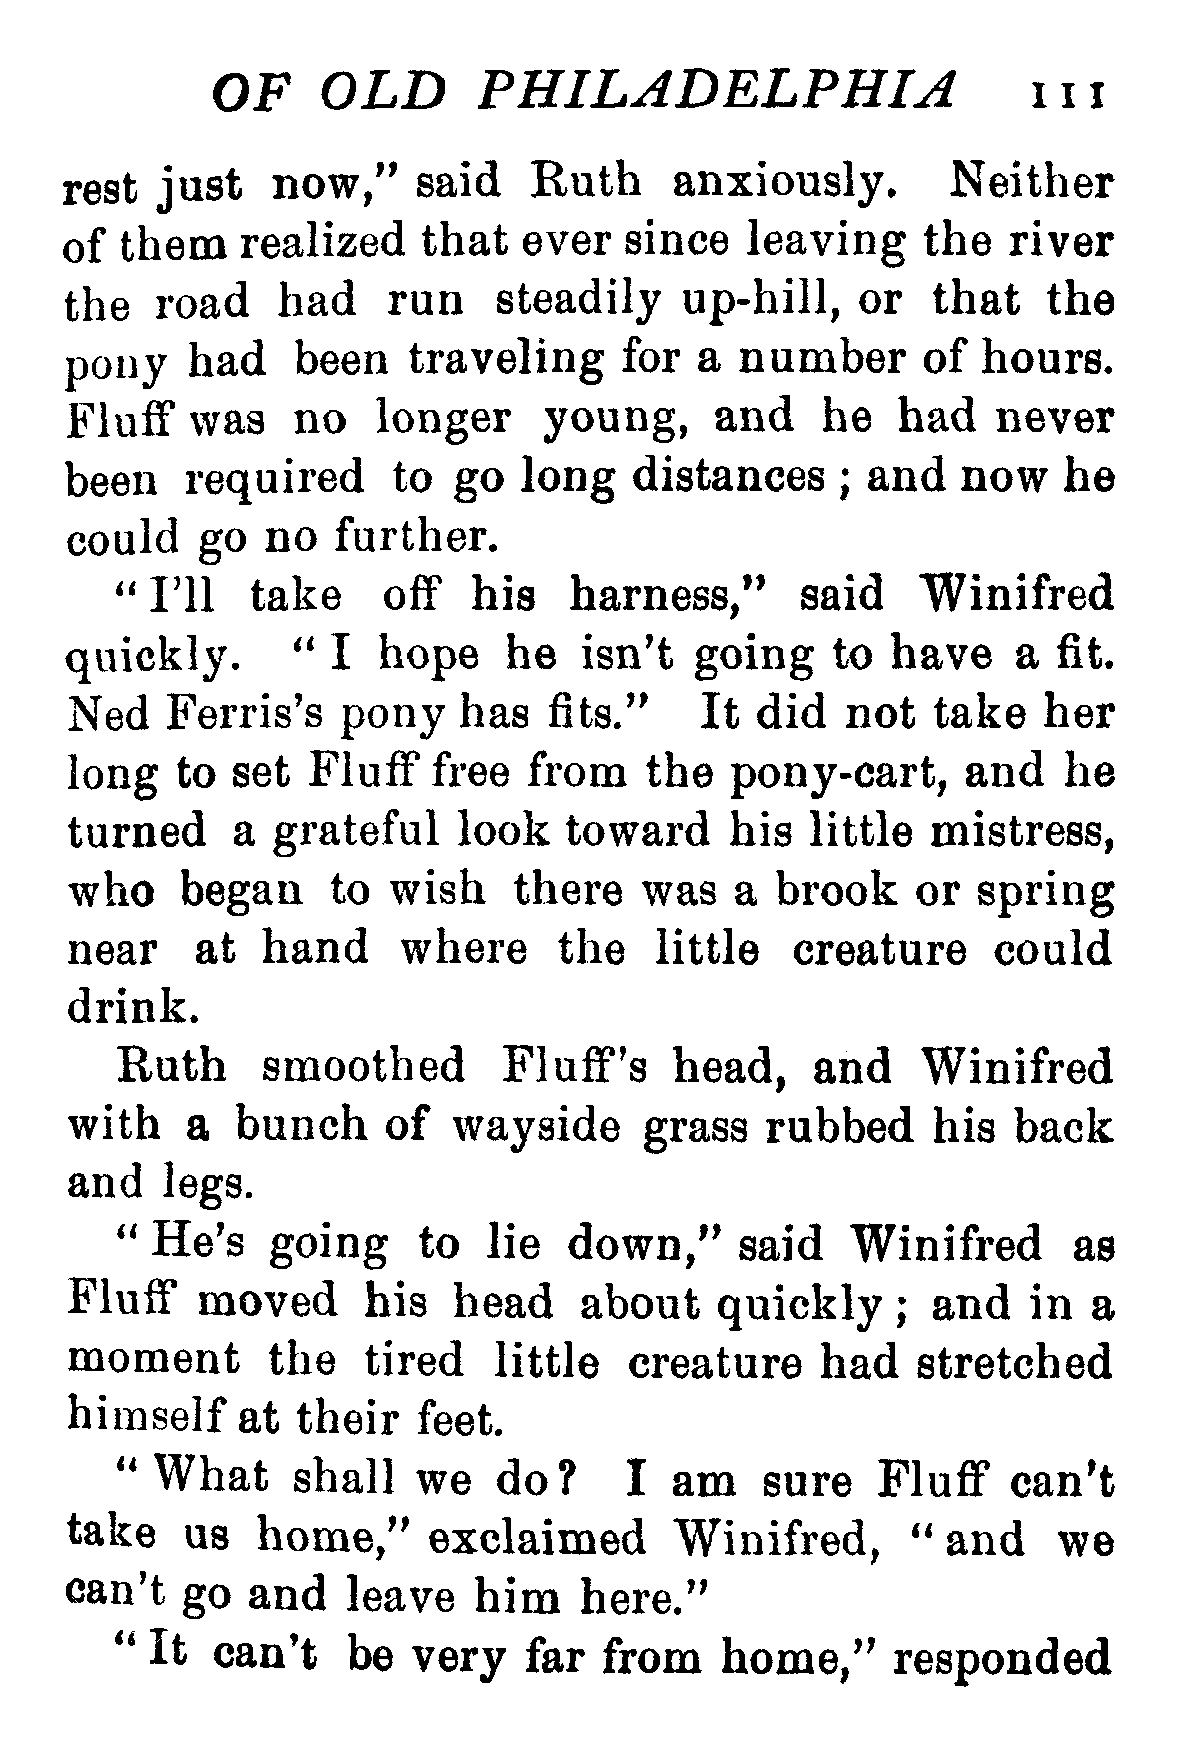 OF OLD PHILADELPHIA 111
rest just now,” said Ruth anxiously. Neither
of them realized that ever since leaving the river
the road had run steadily up-hill, or that the
pony had been traveling for a number of hours.
Fluff was no longer young, and he had never
been required to go long distances ; and now he
could go no further.
“ I’ll take off his harness,” said Winifred
quickly. “ I hope he isn’t going to have a fit.
Ned Ferris’s pony has fits.” It did not take her
long to set Fluff free from the pony-cart, and he
turned a grateful look toward his little mistress,
who began to wish there was a brook or spring
near at hand where the little creature could
drink.
Ruth smoothed Fluff’s head, and Winifred
with a bunch of wayside grass rubbed his back
and legs.
“ He’s going to lie down,” said Winifred as
Fluff moved his head about quickly ; and in a
moment the tired little creature had stretched
himself at their feet.
“ What shall we do ? I am sure Fluff can’t
take us home,” exclaimed Winifred, “ and we
can’t go and leave him here.”
“ It can’t be very far from home,” responded